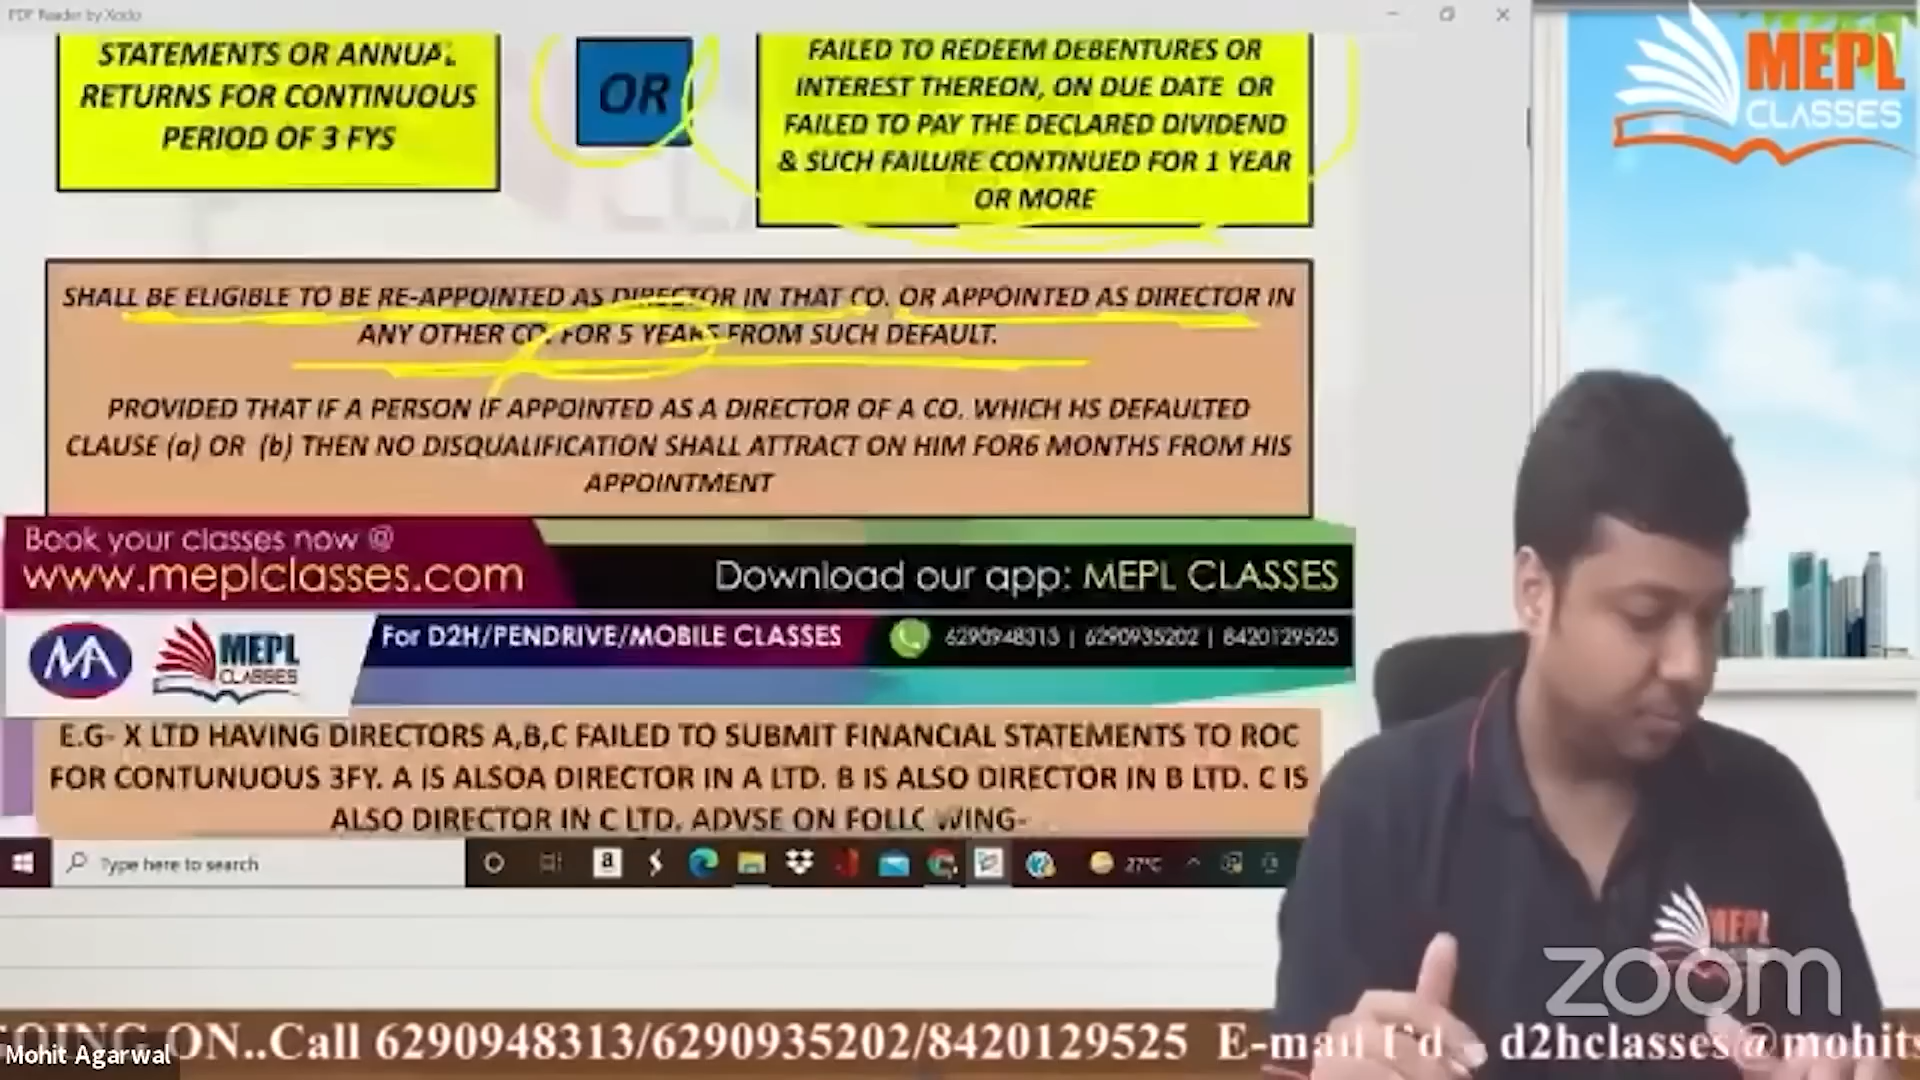 PDF Reader by Xodo
STATEMENTS OR ANNUAL
RETURNS FOR CONTINUOUS
PERIOD OF 3 FYS
OR
FAILED TO REDEEM DEBENTURES OR
INTEREST THEREON, ON DUE DATE OR
FAILED TO PAY THE DECLARED DIVIDEND
& SUCH FAILURE CONTINUED FOR 1 YEAR
OR MORE
MEPL
CLASSES
SHALL BE ELIGIBLE TO BE RE-APPOINTED AS DIRECTOR IN THAT CO. OR APPOINTED AS DIRECTOR IN
ANY OTHER CO. FOR 5 YEARS FROM SUCH DEFAULT.
PROVIDED THAT IF A PERSON IF APPOINTED AS A DIRECTOR OF A CO. WHICH HS DEFAULTED
CLAUSE (a) OR (b) THEN NO DISQUALIFICATION SHALL ATTRACT ON HIM FOR6 MONTHS FROM HIS
APPOINTMENT
Book your classes now @
www.meplclasses.com
Download our app: MEPL CLASSES
MA
MEPL
CLASSES
For D2H/PENDRIVE/MOBILE CLASSES
6290948313 | 6290935202 | 8420129525
E.G- X LTD HAVING DIRECTORS A,B,C FAILED TO SUBMIT FINANCIAL STATEMENTS TO ROC
FOR CONTUNUOUS 3FY. A IS ALSOA DIRECTOR IN A LTD. B IS ALSO DIRECTOR IN B LTD. C IS
ALSO DIRECTOR IN C LTD. ADVSE ON FOLLC WING-
Type here to search
27°C
MEPL
zoom
GOING ON..Call 6290948313/6290935202/8420129525 E-mail I'd - d2hclasses@mohits
Mohit Agarwal